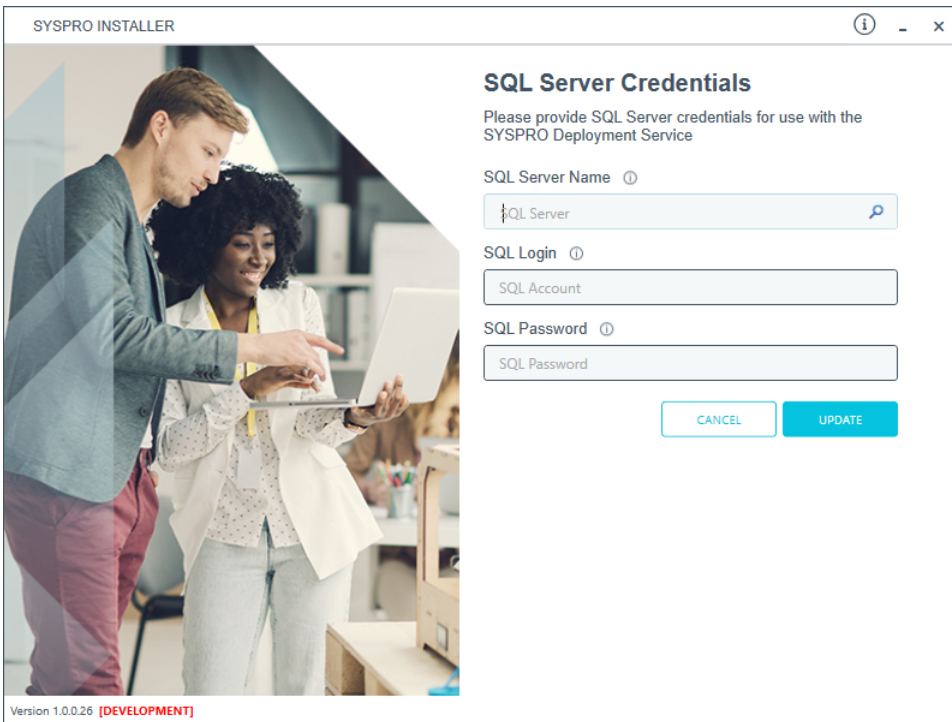 SYSPRO INSTALLER
SQL Server Credentials
Please provide SQL Server credentials for use with the
SYSPRO Deployment Service
SQL Server Name
SQL Server
SQL Login
SQL Account
SQL Password
SQL Password
CANCEL
UPDATE
Version 1.0.0.26 [DEVELOPMENT]